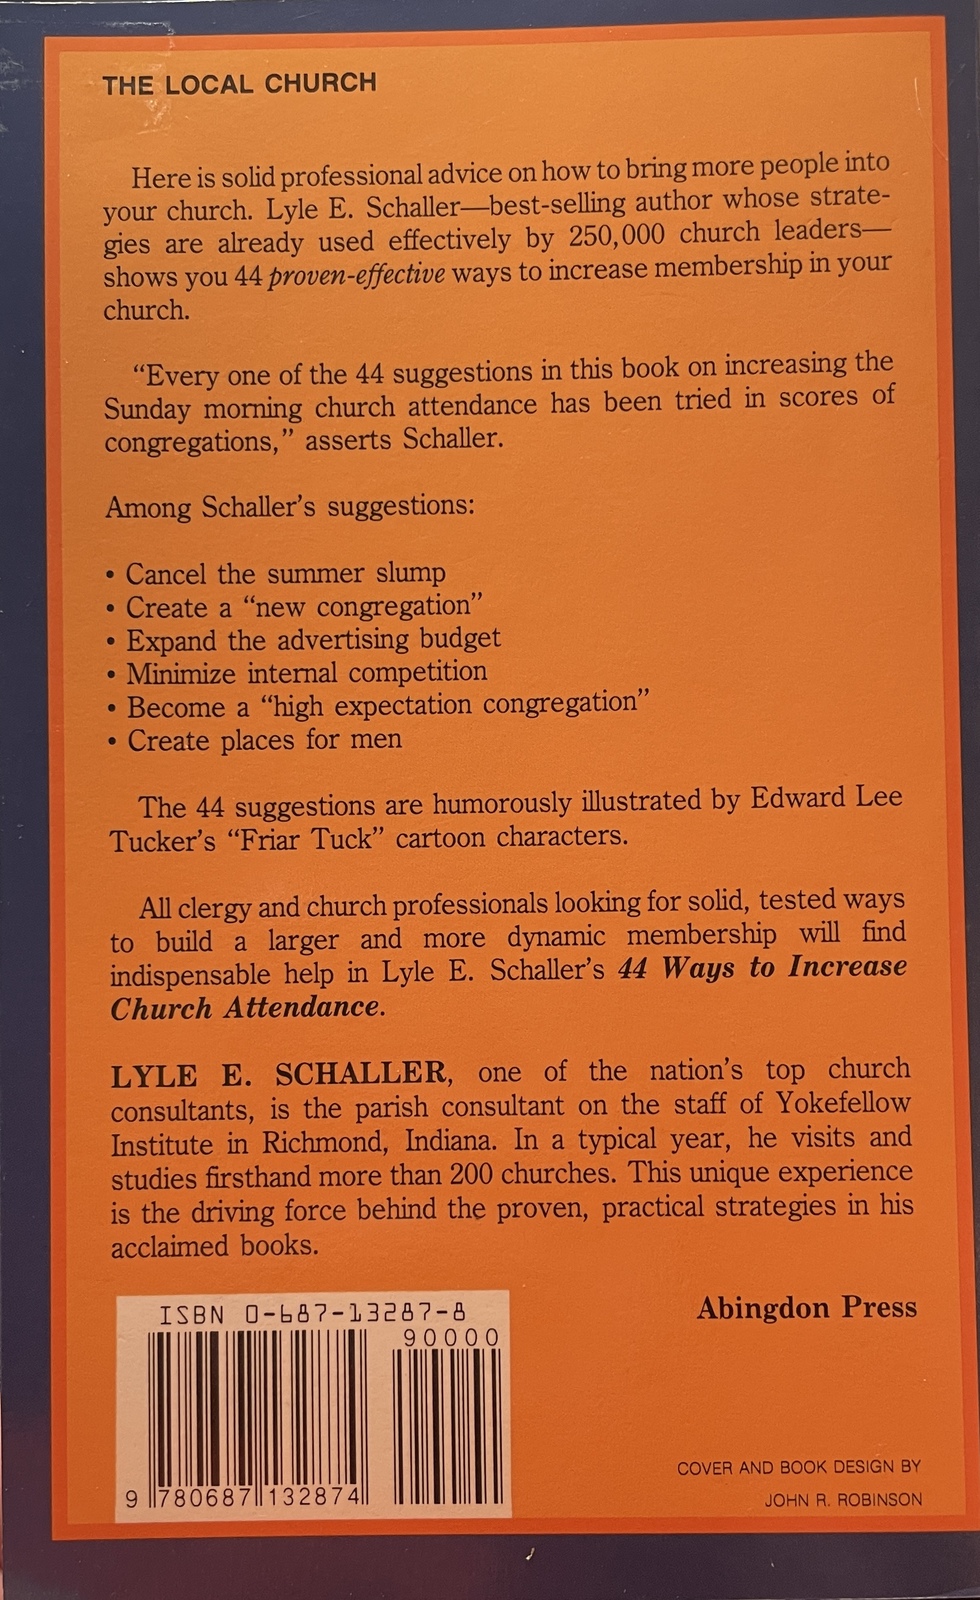 THE LOCAL CHURCH
Here is solid professional advice on how to bring more people into
your church. Lyle E. Schaller—best-selling author whose strate-
gies are already used effectively by 250,000 church leaders—
shows you 44 proven-effective ways to increase membership in your
church.
“Every one of the 44 suggestions in this book on increasing the
Sunday morning church attendance has been tried in scores of
congregations,” asserts Schaller.
Among Schaller’s suggestions:
• Cancel the summer slump
• Create a “new congregation”
• Expand the advertising budget
• Minimize internal competition
• Become a “high expectation congregation”
• Create places for men
The 44 suggestions are humorously illustrated by Edward Lee
Tucker’s “Friar Tuck” cartoon characters.
All clergy and church professionals looking for solid, tested ways
to build a larger and more dynamic membership will find
indispensable help in Lyle E. Schaller’s 44 Ways to Increase
Church Attendance.
LYLE E. SCHALLER, one of the nation’s top church
consultants, is the parish consultant on the staff of Yokefellow
Institute in Richmond, Indiana. In a typical year, he visits and
studies firsthand more than 200 churches. This unique experience
is the driving force behind the proven, practical strategies in his
acclaimed books.
ISBN 0-687-13287-8
90000
9 780687 132874
Abingdon Press
COVER AND BOOK DESIGN BY
JOHN R. ROBINSON